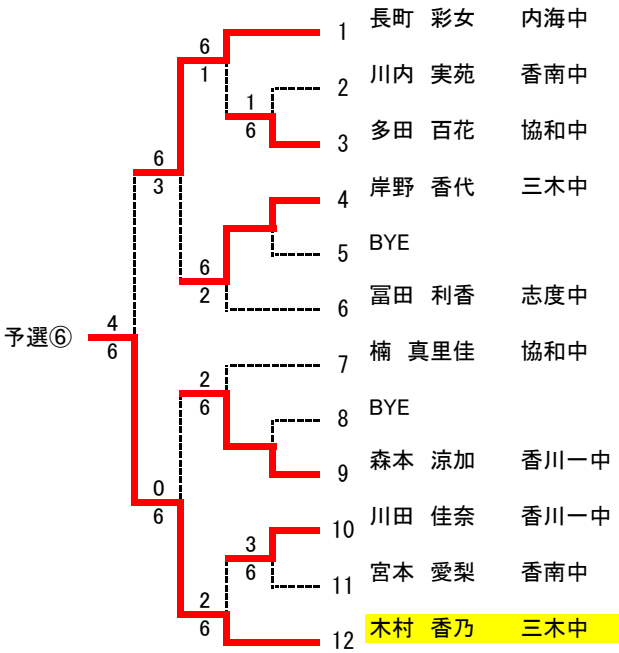 1 長町 彩女 内海中
6
1
2 川内 実苑 香南中
1
6
3 多田 百花 協和中
6
3
4 岸野 香代 三木中
5 BYE
6
2
6 冨田 利香 志度中
予選⑥
4
6
7 楠 真里佳 協和中
2
6
8 BYE
9 森本 涼加 香川一中
0
6
10 川田 佳奈 香川一中
3
6
11 宮本 愛梨 香南中
2
6
12 木村 香乃 三木中